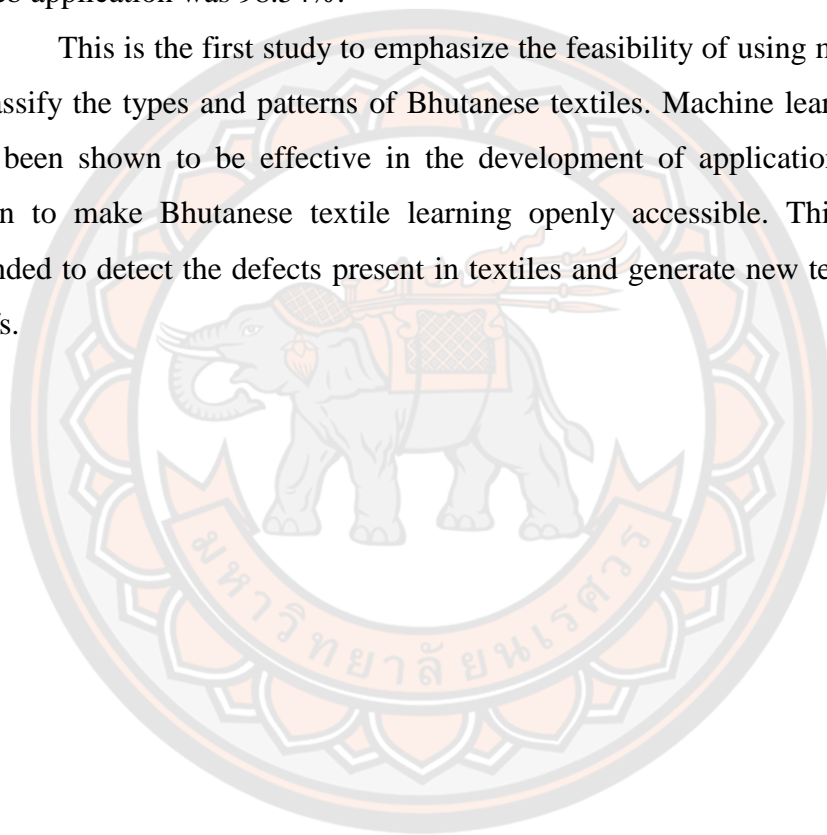 application was 98.54%.
This is the first study to emphasize the feasibility of using
assify the types and patterns of Bhutanese textiles. Machine lear
been shown to be effective in the development of application
n to make Bhutanese textile learning openly accessible. Thi
nded to detect the defects present in textiles and generate new te
s.
มหาวิทยาลัยนเรศวร